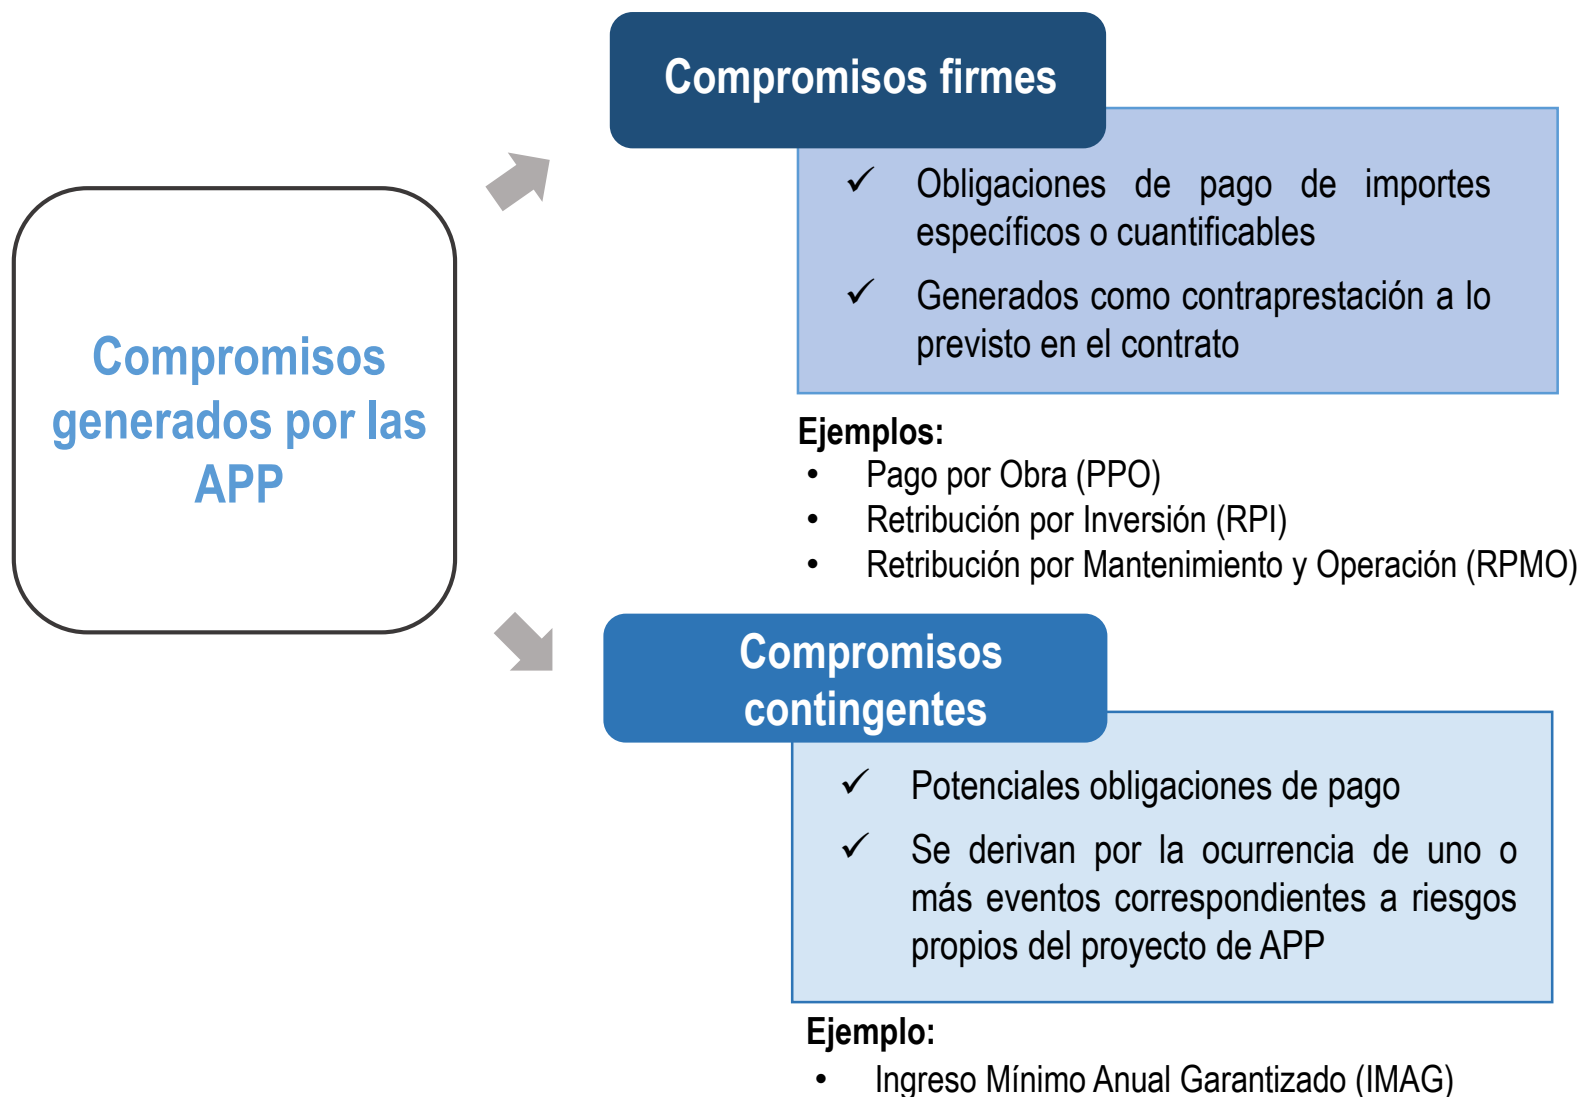 Compromisos
generados por las
APP
Compromisos firmes
✓ Obligaciones de pago de importes
específicos o cuantificables
✓ Generados como contraprestación a lo
previsto en el contrato
Ejemplos:
• Pago por Obra (PPO)
• Retribución por Inversión (RPI)
• Retribución por Mantenimiento y Operación (RPMO)
Compromisos
contingentes
✓ Potenciales obligaciones de pago
✓ Se derivan por la ocurrencia de uno o
más eventos correspondientes a riesgos
propios del proyecto de APP
Ejemplo:
• Ingreso Mínimo Anual Garantizado (IMAG)